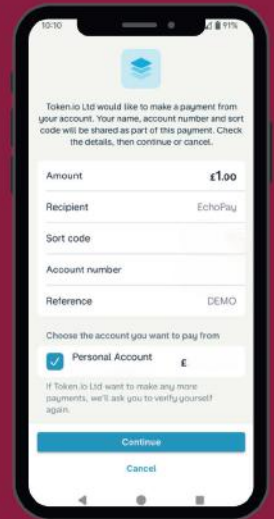 10:10
91%
Token.io Ltd would like to make a payment from
your account. Your name, account number and sort
code will be shared as part of this payment. Check
the details, then continue or cancel.
Amount £1.00
Recipient EchoPay
Sort code
Account number
Reference DEMO
Choose the account you want to pay from
Personal Account £
If Token.io Ltd want to make any more
payments, we'll ask you to verify yourself
again.
Continue
Cancel